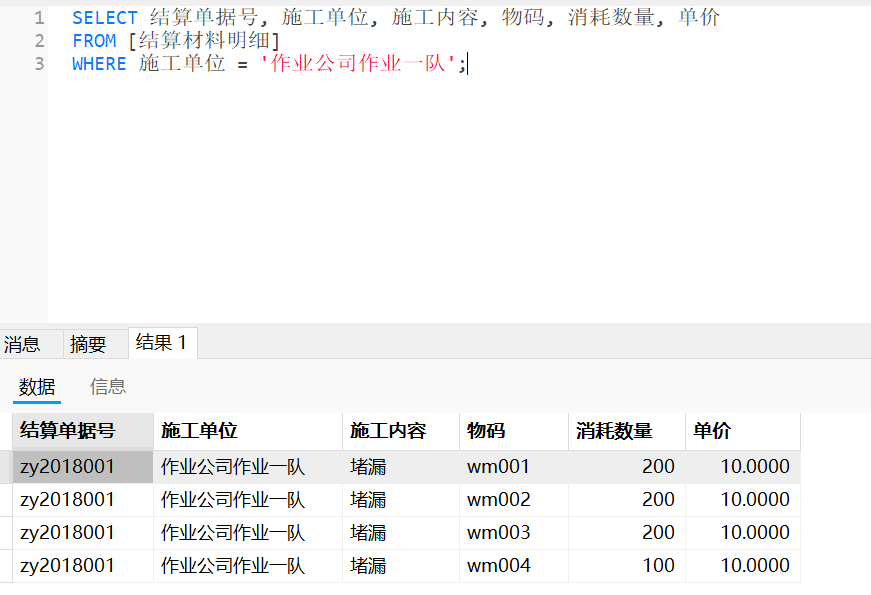 1 SELECT 结算单据号, 施工单位, 施工内容, 物码, 消耗数量, 单价
2 FROM [结算材料明细]
3 WHERE 施工单位 = '作业公司作业一队';
消息 摘要 结果 1
数据 信息
结算单据号 施工单位 施工内容 物码 消耗数量 单价
zy2018001 作业公司作业一队 堵漏 wm001 200 10.0000
zy2018001 作业公司作业一队 堵漏 wm002 200 10.0000
zy2018001 作业公司作业一队 堵漏 wm003 200 10.0000
zy2018001 作业公司作业一队 堵漏 wm004 100 10.0000